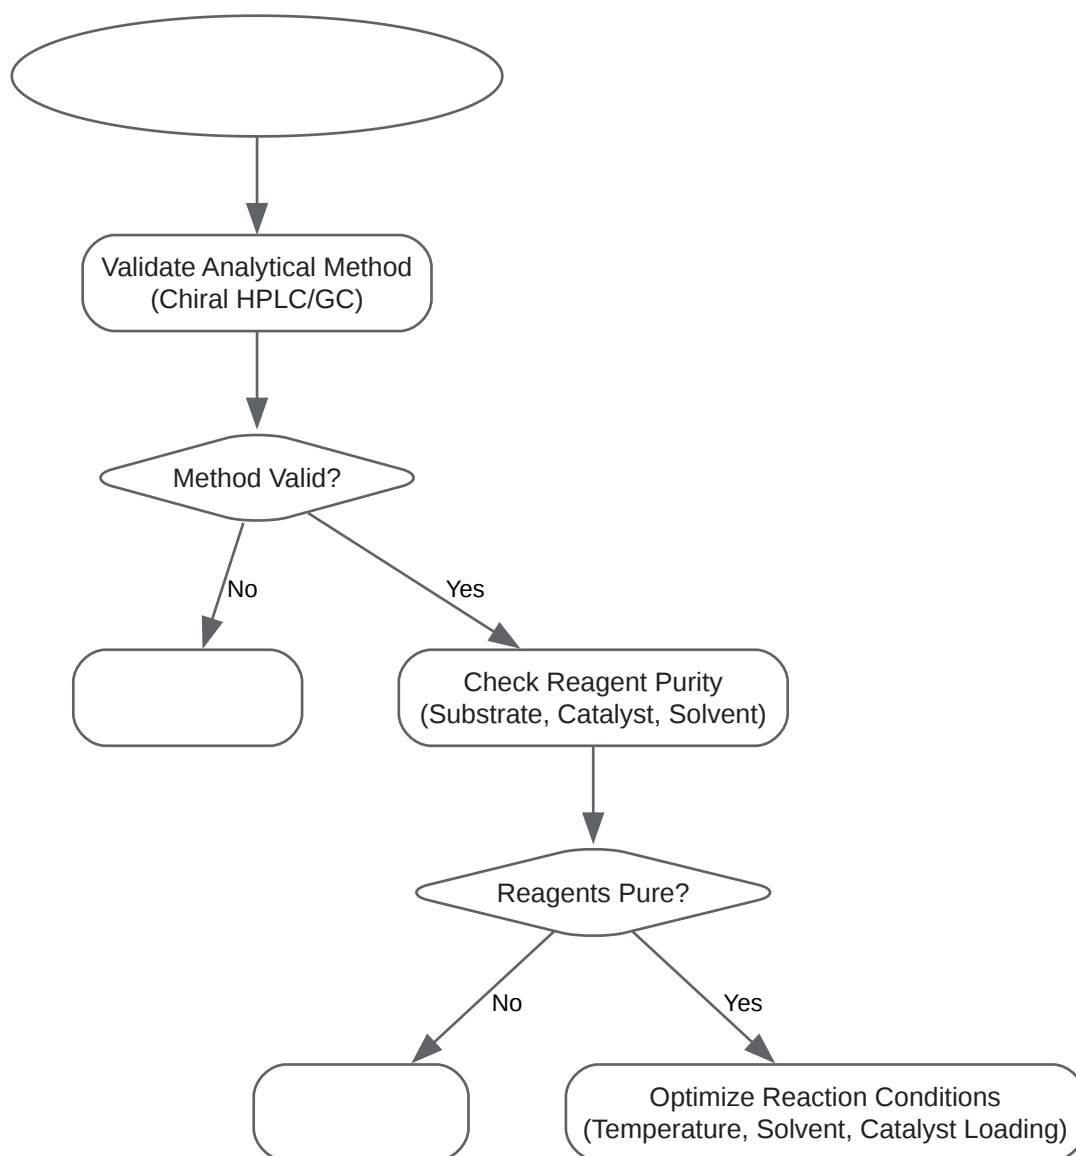 Validate Analytical Method
(Chiral HPLC/GC)
Method Valid?
No
Yes
Check Reagent Purity
(Substrate, Catalyst, Solvent)
Reagents Pure?
No
Yes
Optimize Reaction Conditions
(Temperature, Solvent, Catalyst Loading)